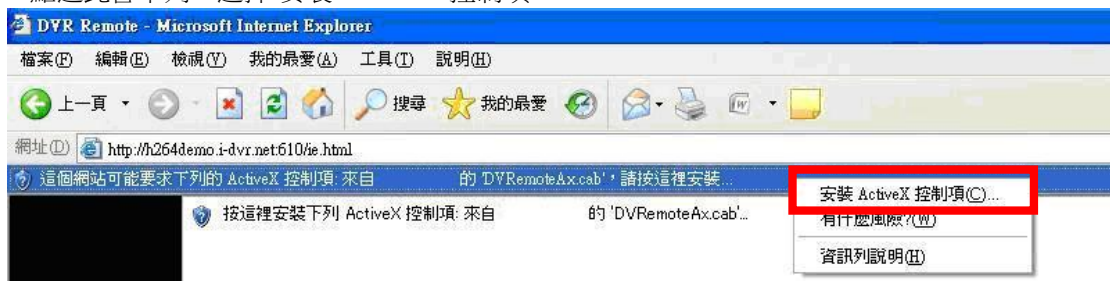 DVR Remote - Microsoft Internet Explorer
檔案(F) 編輯(E) 檢視(V) 我的最愛(A) 工具(T) 說明(H)
上一頁 搜尋 我的最愛
網址(D) http://h264demo.i-dvr.net:610/ie.html
這個網站可能要求下列的 ActiveX 控制項: 來自 的 'DVRemoteAx.cab'，請按這裡安裝...
按這裡安裝下列 ActiveX 控制項: 來自 的 'DVRemoteAx.cab'...
安裝 ActiveX 控制項(C)...
有什麼風險?(W)
資訊列說明(H)